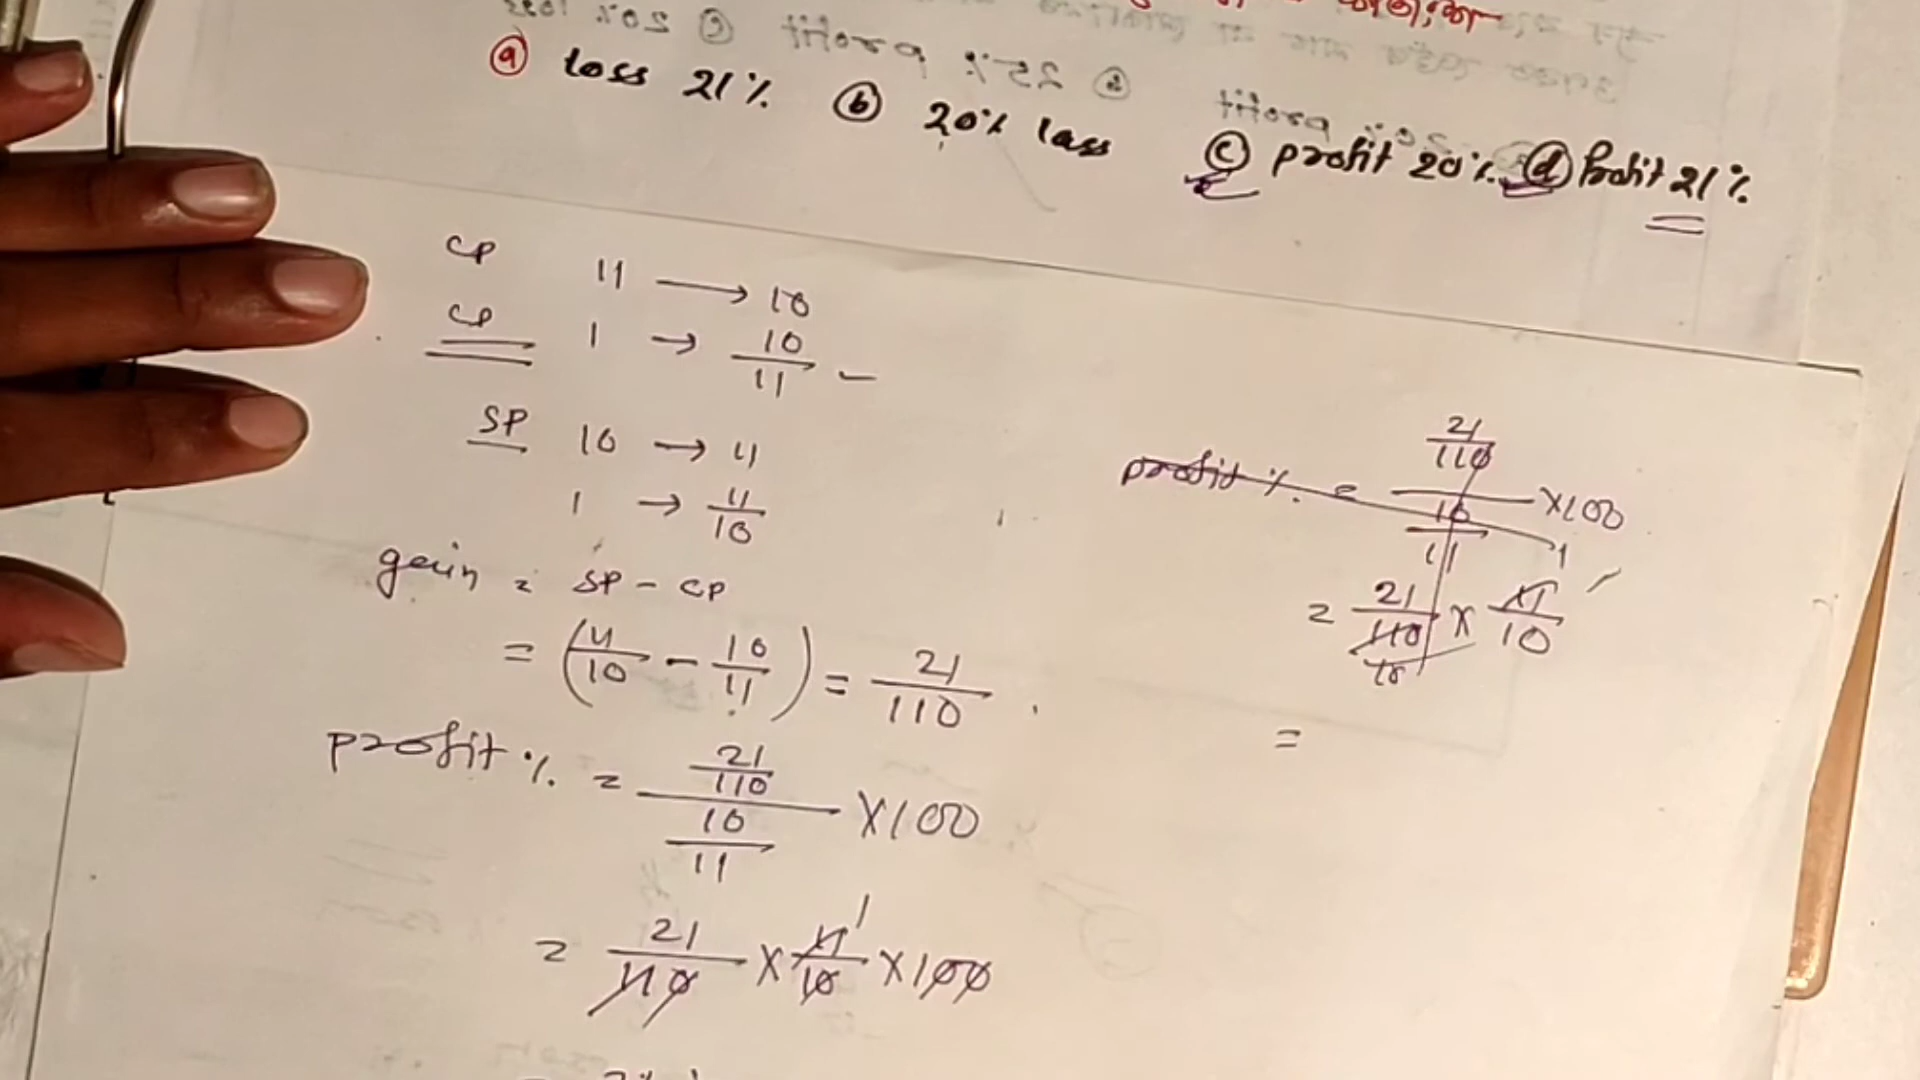 ⓐ loss 21% ⓑ 20% lass ⓒ profit 20% ⓓ Profit 21%
CP 11 → 10
CP 1 → 10/11 -
SP 10 → 11
1 → 11/10
gain = SP - CP
= (11/10 - 10/11) = 21/110
profit % = (21/110)/(10/11) × 100
= 21/110 × 11/10 × 100
profit % = (21/110)/(10/11) × 100
= 21/110 × 11/10
=